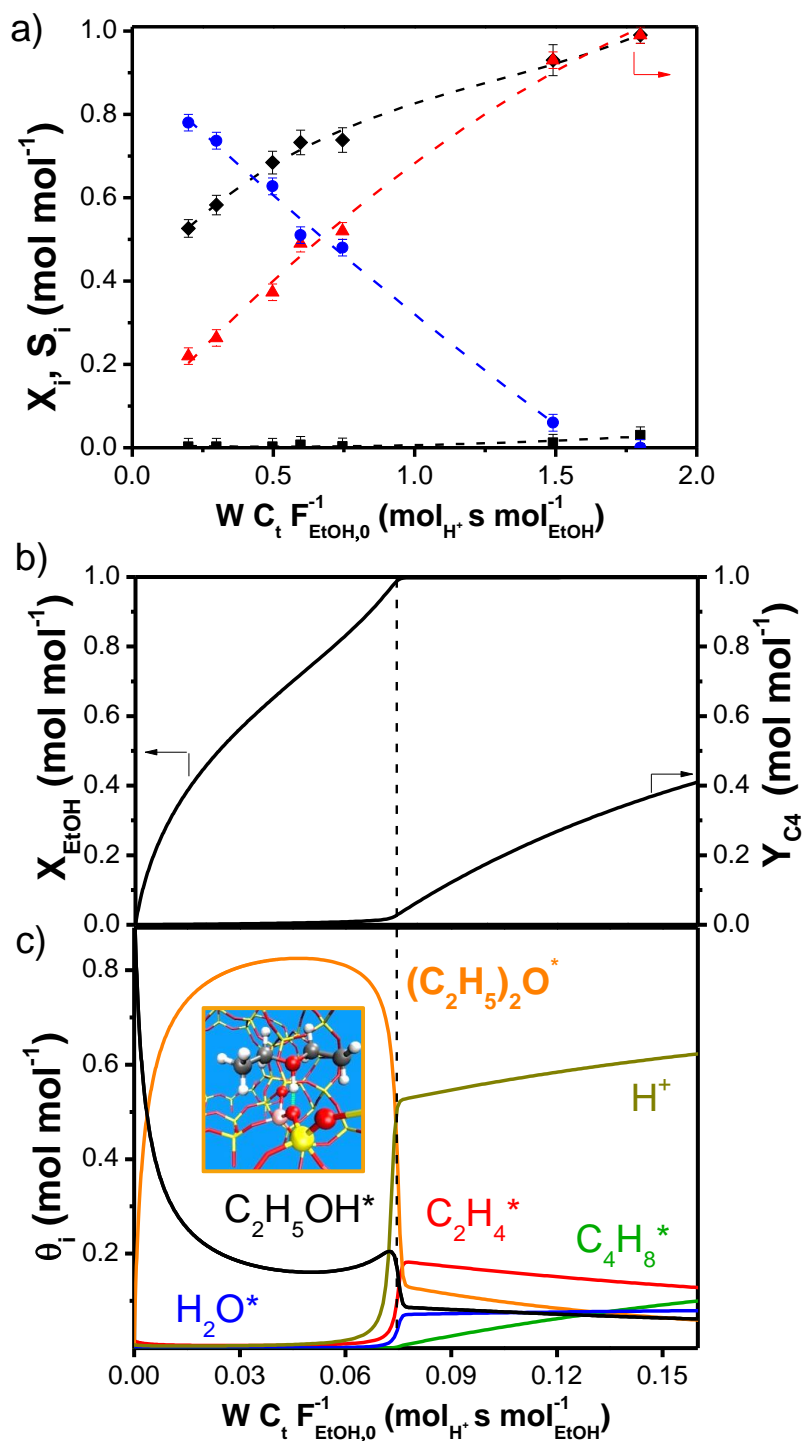 a)
1.0
0.8
0.6
0.4
0.2
0.0
X_i, S_i (mol mol⁻¹)
0.0 0.5 1.0 1.5 2.0
W C_t F⁻¹_EtOH,0 (mol_H⁺ s mol⁻¹_EtOH)
b)
1.0 1.0
0.8 0.8
0.6 0.6
0.4 0.4
0.2 0.2
0.0 0.0
X_EtOH (mol mol⁻¹)
Y_C4 (mol mol⁻¹)
c)
0.8
0.6
0.4
0.2
θ_i (mol mol⁻¹)
(C₂H₅)₂O*
H⁺
C₂H₅OH*
C₂H₄*
C₄H₈*
H₂O*
0.00 0.03 0.06 0.09 0.12 0.15
W C_t F⁻¹_EtOH,0 (mol_H⁺ s mol⁻¹_EtOH)